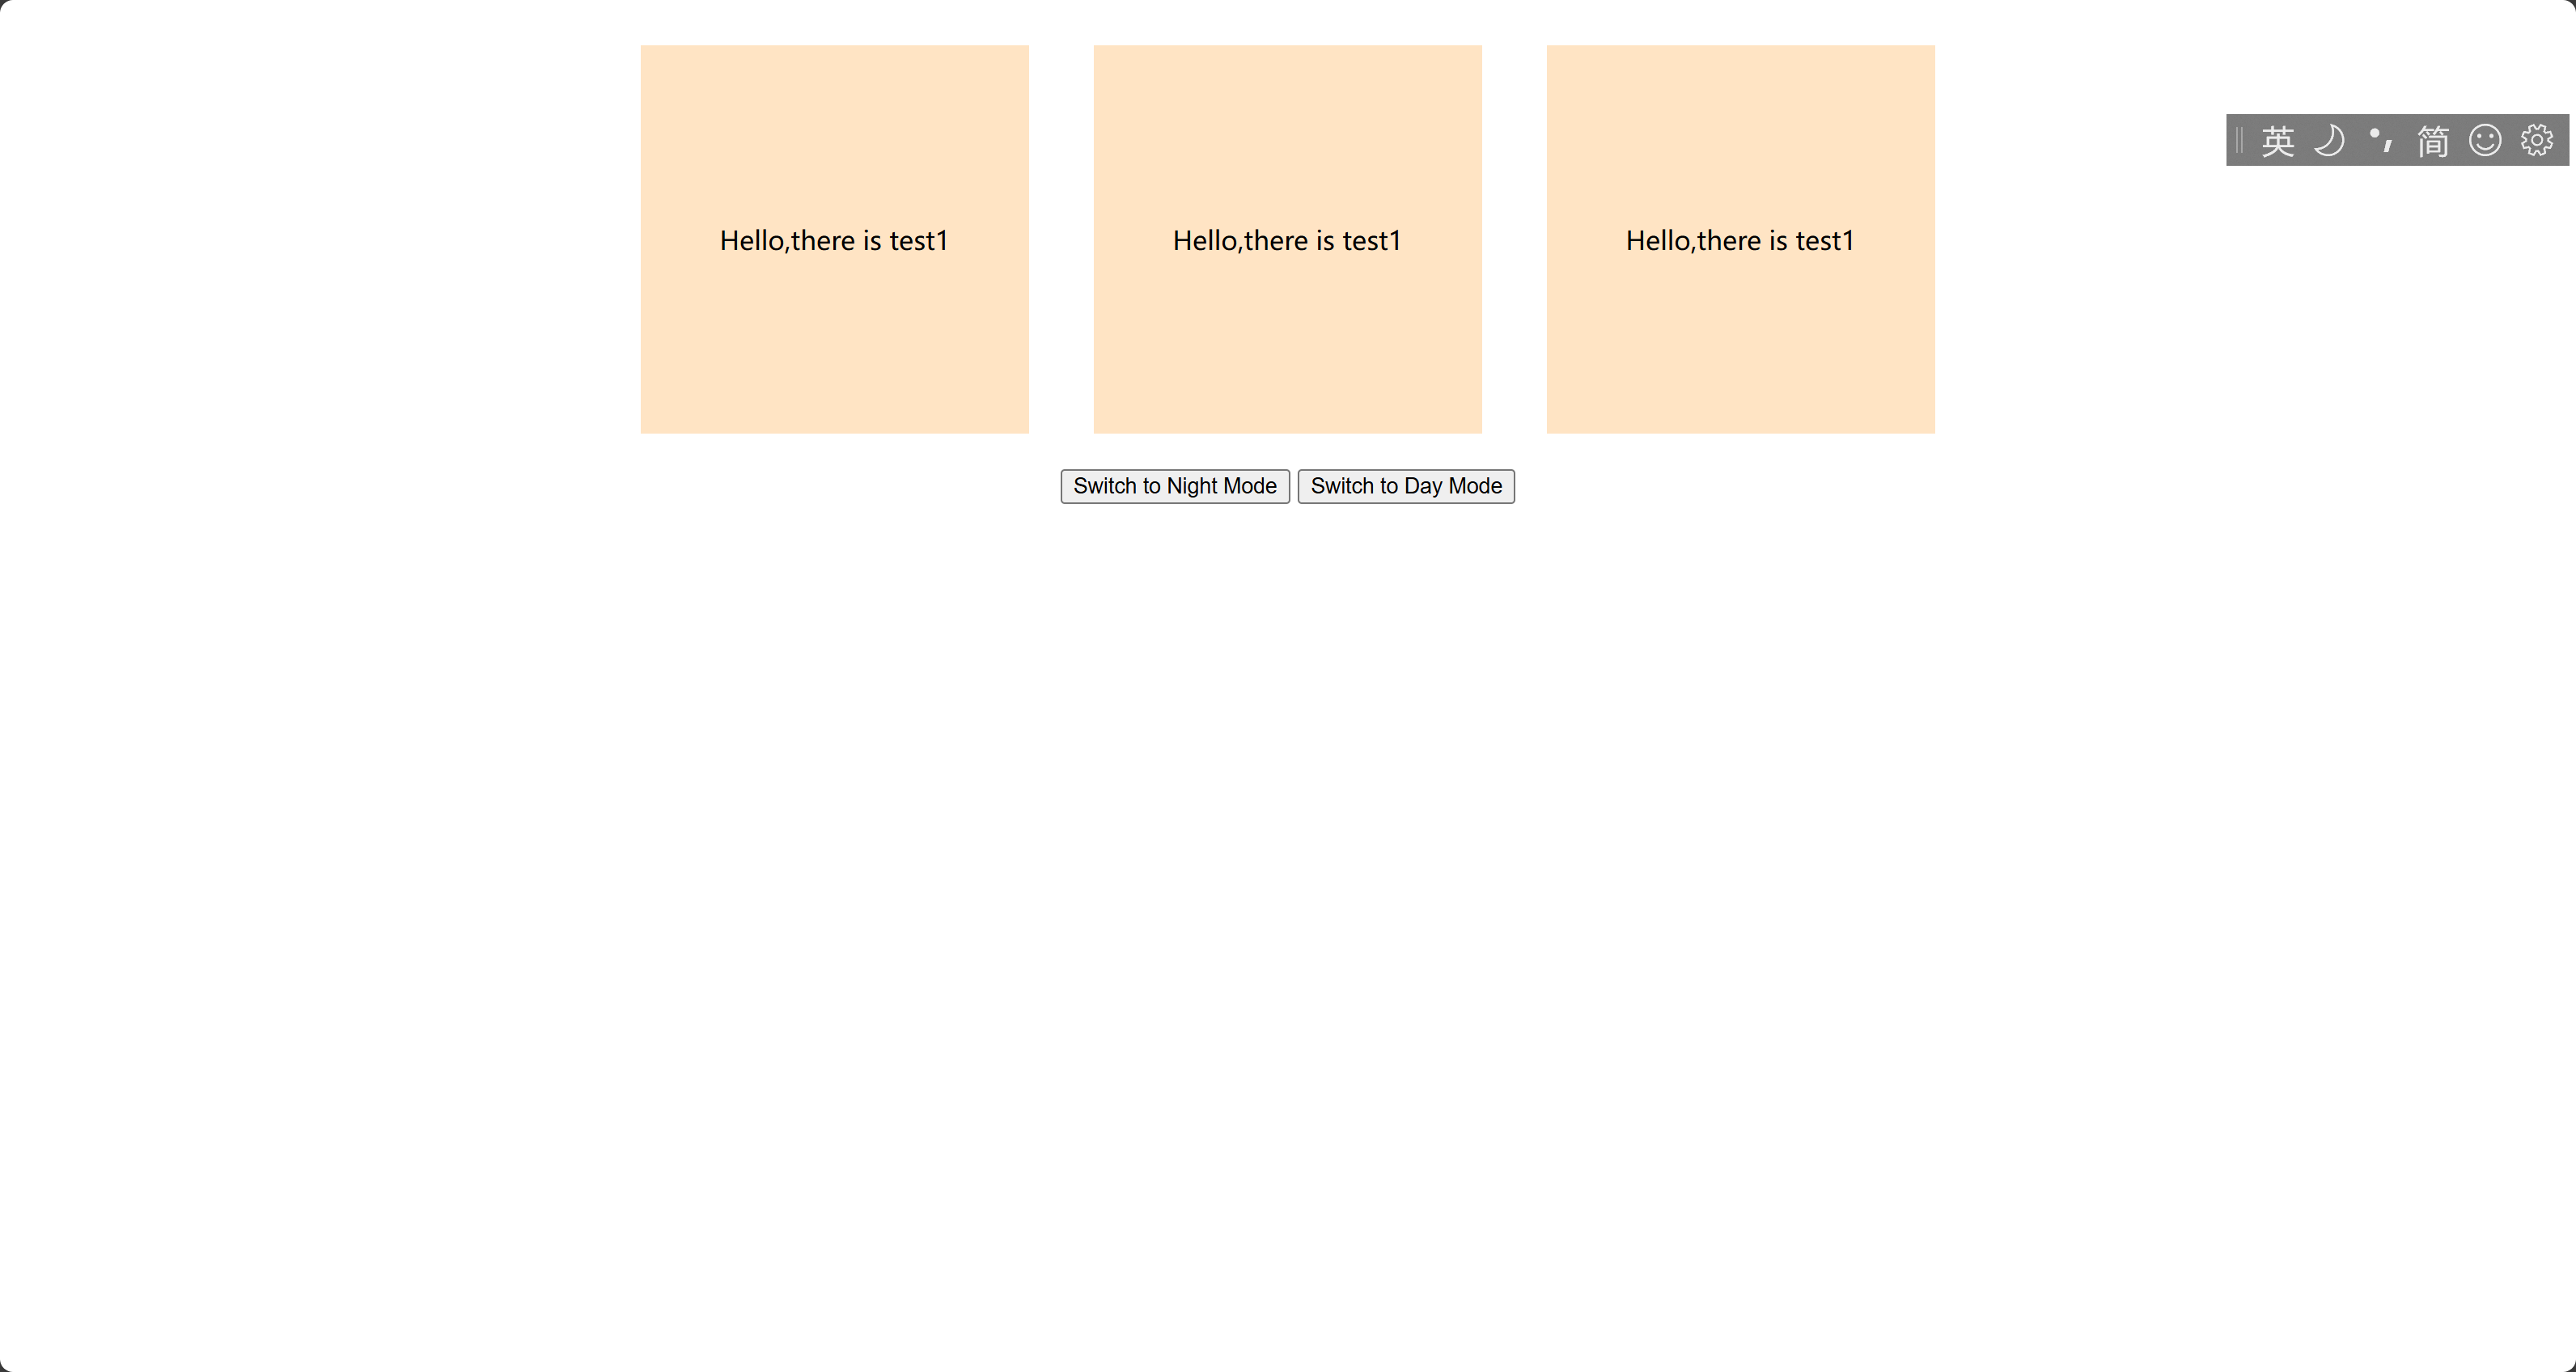 英 简
Hello,there is test1
Hello,there is test1
Hello,there is test1
Switch to Night Mode
Switch to Day Mode